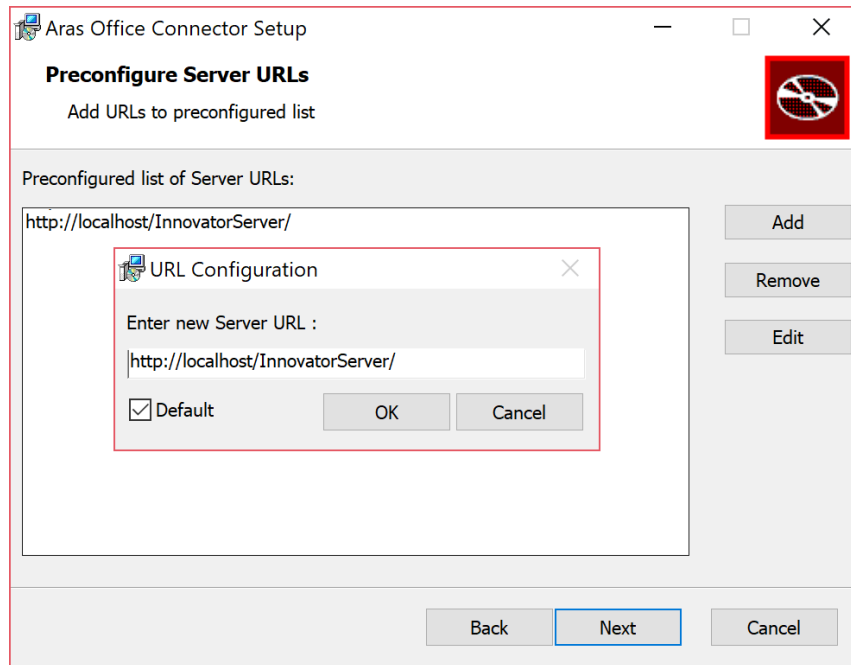 Aras Office Connector Setup
Preconfigure Server URLs
Add URLs to preconfigured list
Preconfigured list of Server URLs:
http://localhost/InnovatorServer/
Add
Remove
Edit
URL Configuration
Enter new Server URL :
http://localhost/InnovatorServer/
Default
OK
Cancel
Back
Next
Cancel